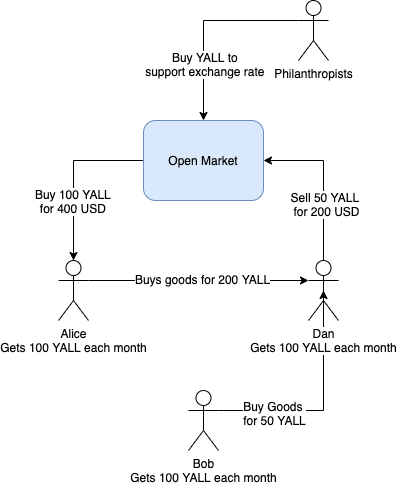 Buy YALL to
support exchange rate
Philanthropists
Open Market
Buy 100 YALL
for 400 USD
Sell 50 YALL
for 200 USD
Buys goods for 200 YALL
Alice
Gets 100 YALL each month
Dan
Gets 100 YALL each month
Buy Goods
for 50 YALL
Bob
Gets 100 YALL each month